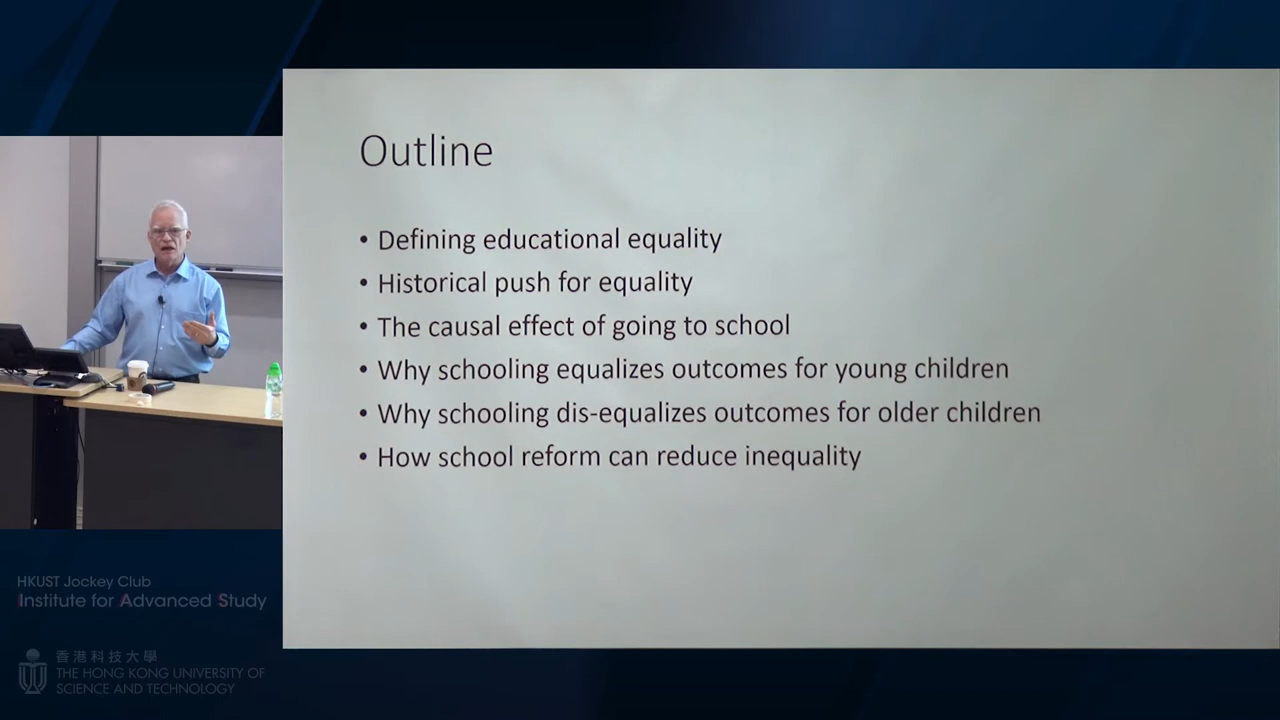 Outline
• Defining educational equality
• Historical push for equality
• The causal effect of going to school
• Why schooling equalizes outcomes for young children
• Why schooling dis-equalizes outcomes for older children
• How school reform can reduce inequality
HKUST Jockey Club
Institute for Advanced Study
香港科技大學
THE HONG KONG UNIVERSITY OF
SCIENCE AND TECHNOLOGY